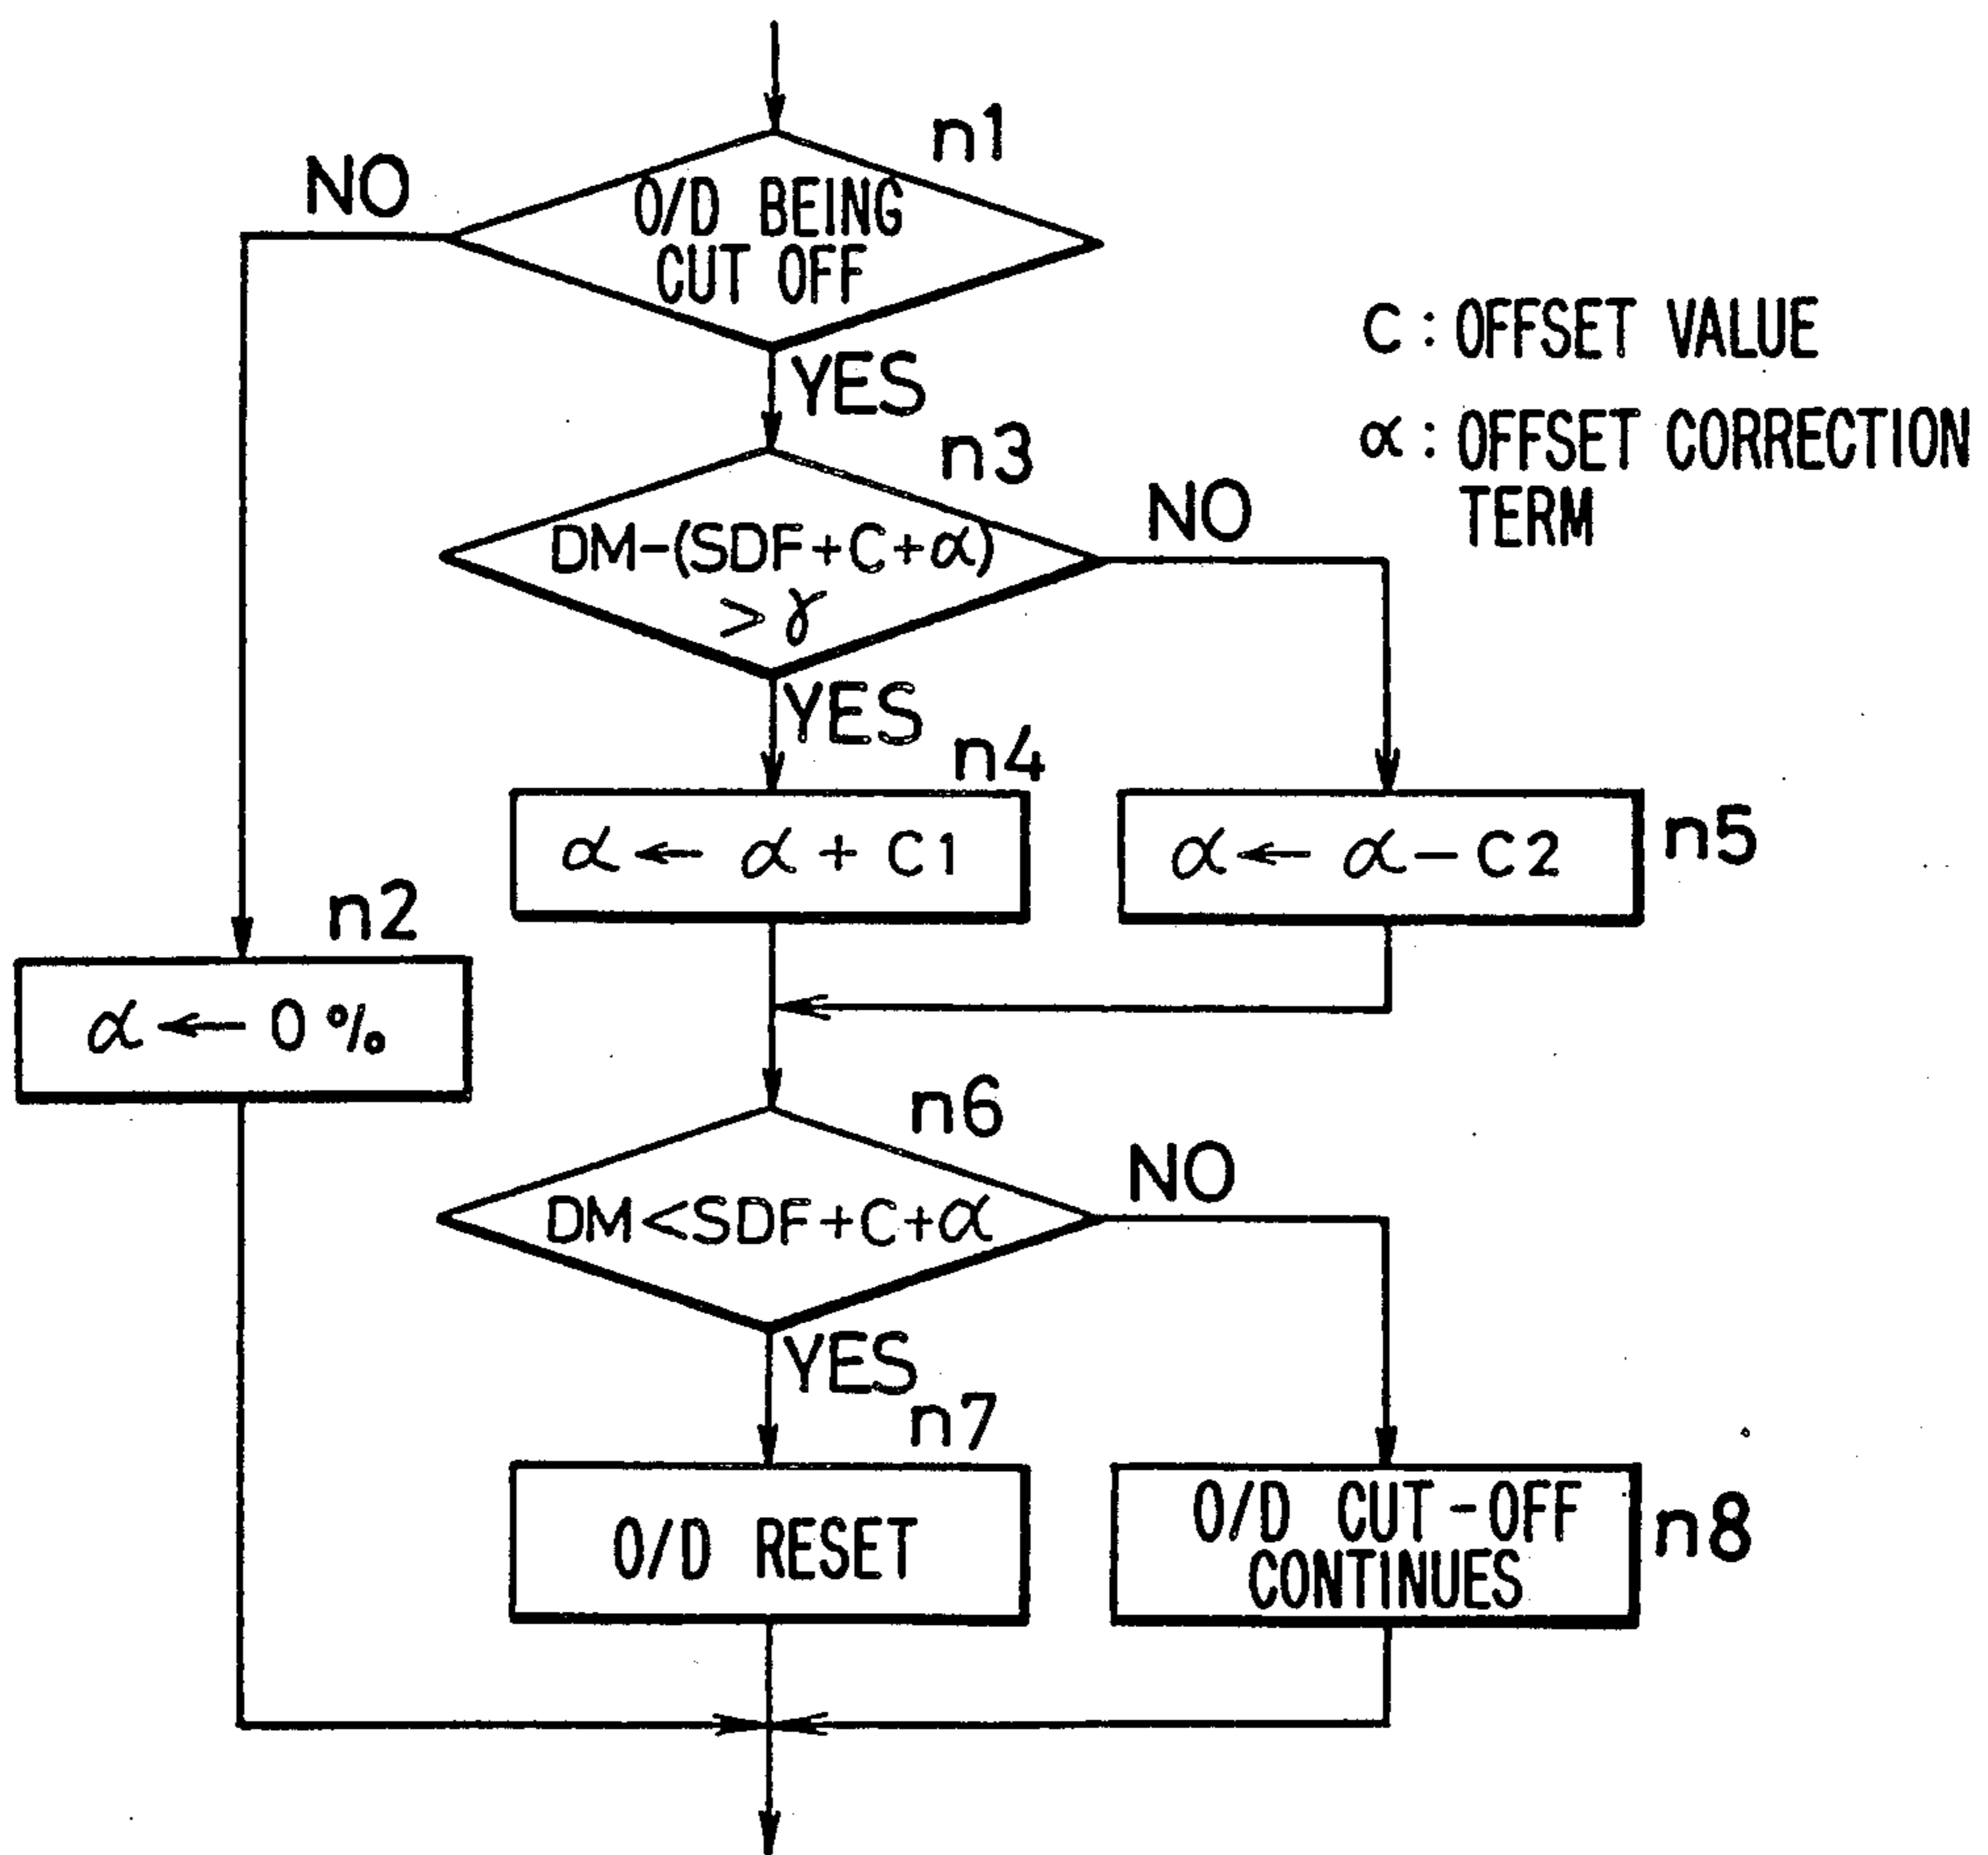 n1
NO
O/D BEING
CUT OFF
C : OFFSET VALUE
YES
α : OFFSET CORRECTION
TERM
n3
NO
DM-(SDF+C+α)
> γ
YES
n4
α ← α + C1
α ← α - C2
n5
n2
α ← 0 %
n6
NO
DM<SDF+C+α
YES
n7
O/D RESET
O/D CUT-OFF
CONTINUES
n8